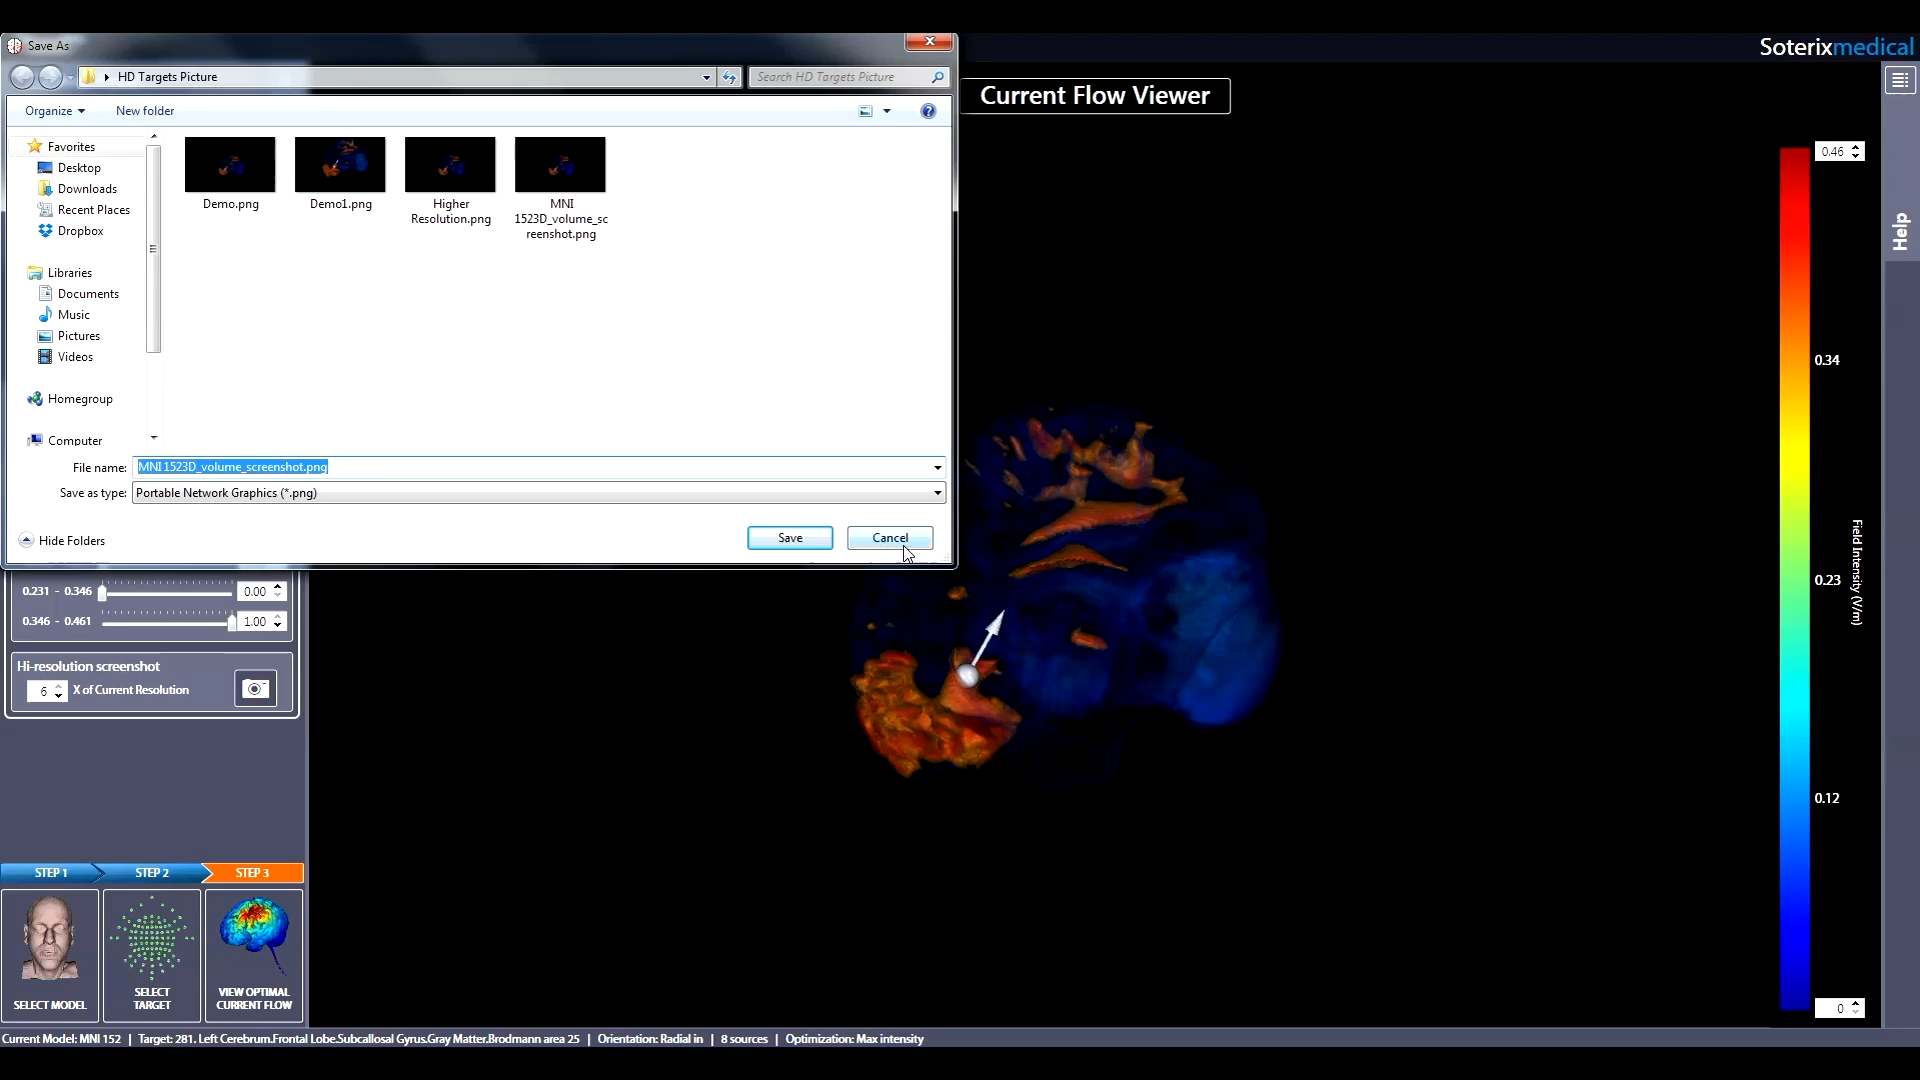 Save As
HD Targets Picture
Search HD Targets Picture
Organize
New folder
Favorites
Desktop
Downloads
Recent Places
Dropbox
Libraries
Documents
Music
Pictures
Videos
Homegroup
Computer
Demo.png
Demo1.png
Higher
Resolution.png
MNI
1523D_volume_sc
reenshot.png
File name: MNI 1523D_volume_screenshot.png
Save as type: Portable Network Graphics (*.png)
Hide Folders
Save
Cancel
Soterixmedical
Current Flow Viewer
Help
0.46
0.34
0.23
0.12
0
Field Intensity (V/m)
0.231 - 0.346 0.00
0.346 - 0.461 1.00
Hi-resolution screenshot
6 X of Current Resolution
STEP 1
STEP 2
STEP 3
SELECT MODEL
SELECT
TARGET
VIEW OPTIMAL
CURRENT FLOW
Current Model: MNI 152 | Target: 281. Left Cerebrum.Frontal Lobe.Subcallosal Gyrus.Gray Matter.Brodmann area 25 | Orientation: Radial in | 8 sources | Optimization: Max intensity